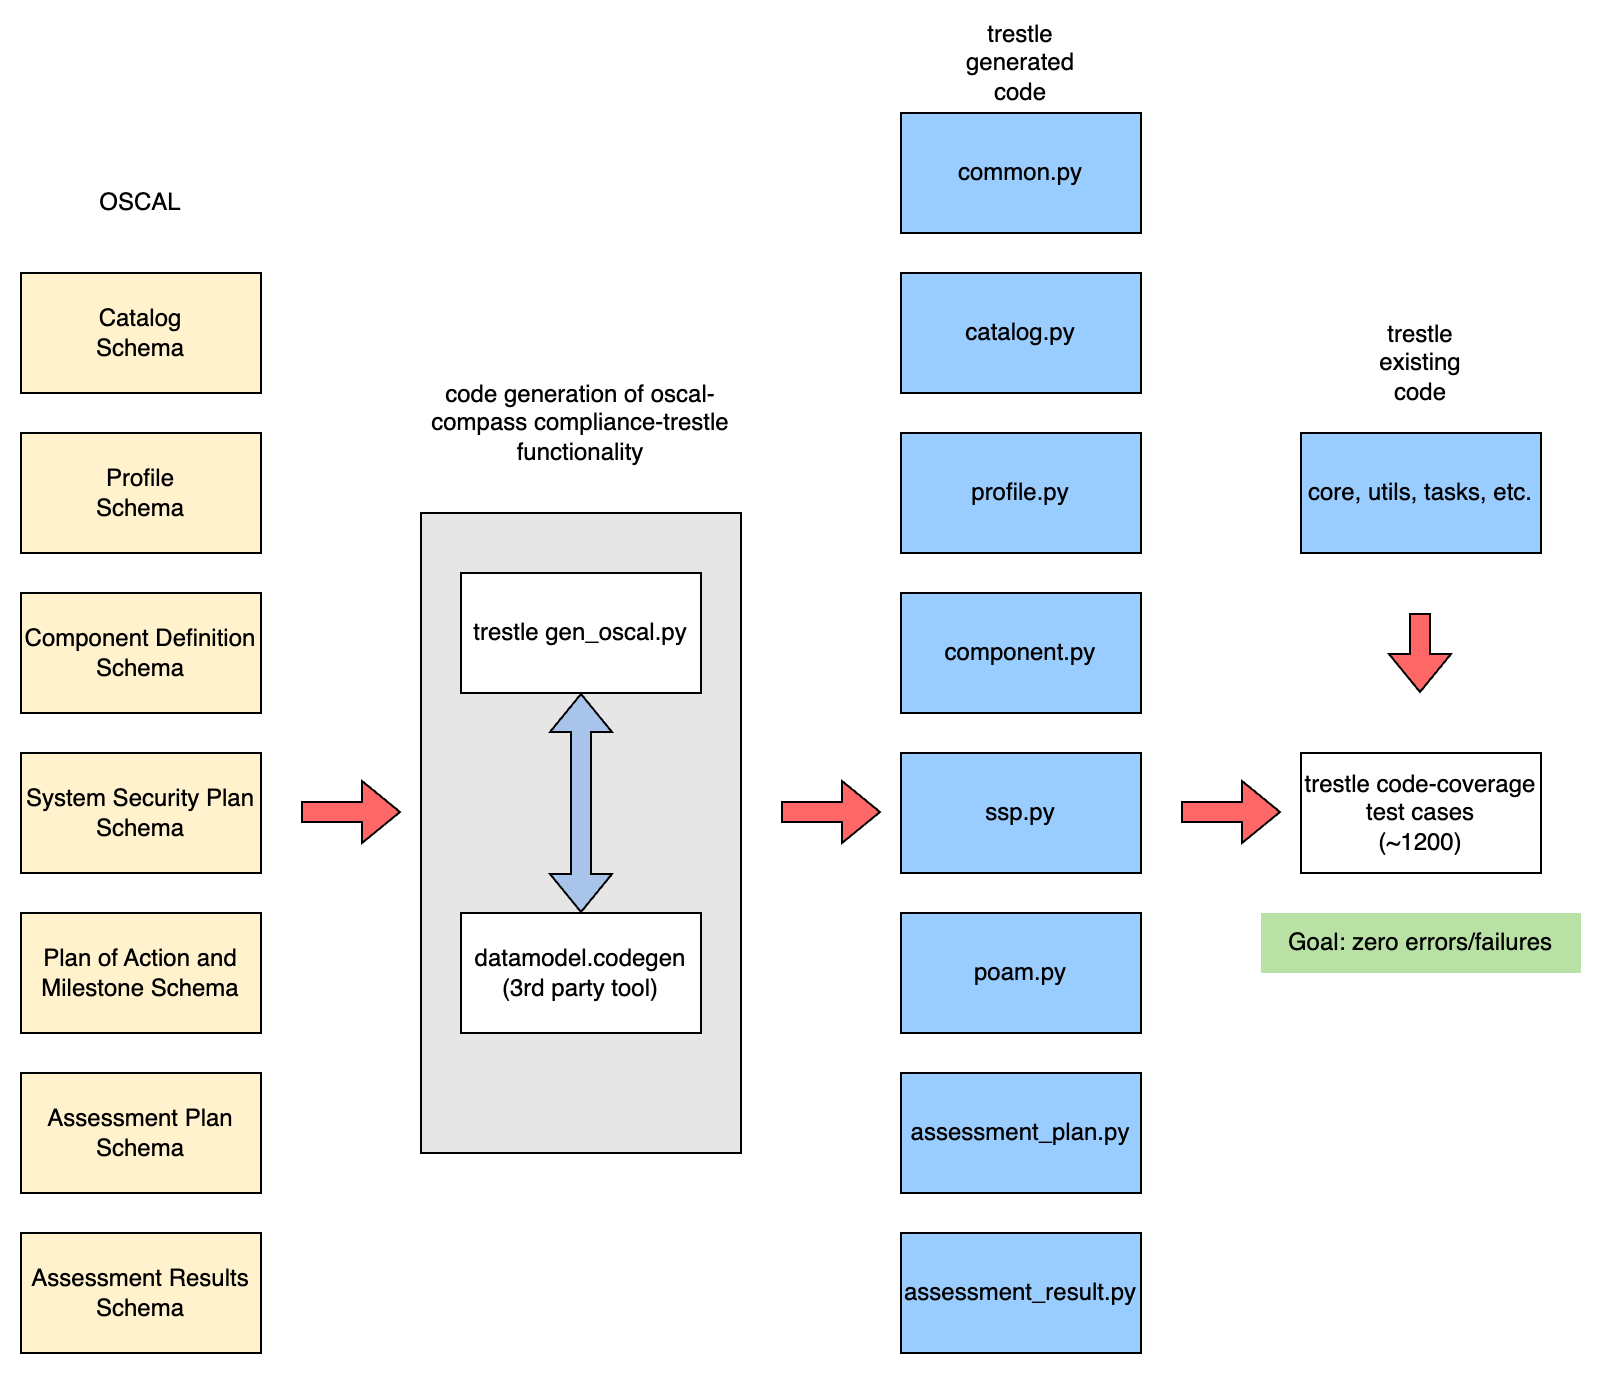 OSCAL
Catalog
Schema
Profile
Schema
Component Definition
Schema
System Security Plan
Schema
Plan of Action and
Milestone Schema
Assessment Plan
Schema
Assessment Results
Schema
code generation of oscal-
compass compliance-trestle
functionality
trestle gen_oscal.py
datamodel.codegen
(3rd party tool)
trestle
generated
code
common.py
catalog.py
profile.py
component.py
ssp.py
poam.py
assessment_plan.py
assessment_result.py
trestle
existing
code
core, utils, tasks, etc.
trestle code-coverage
test cases
(~1200)
Goal: zero errors/failures